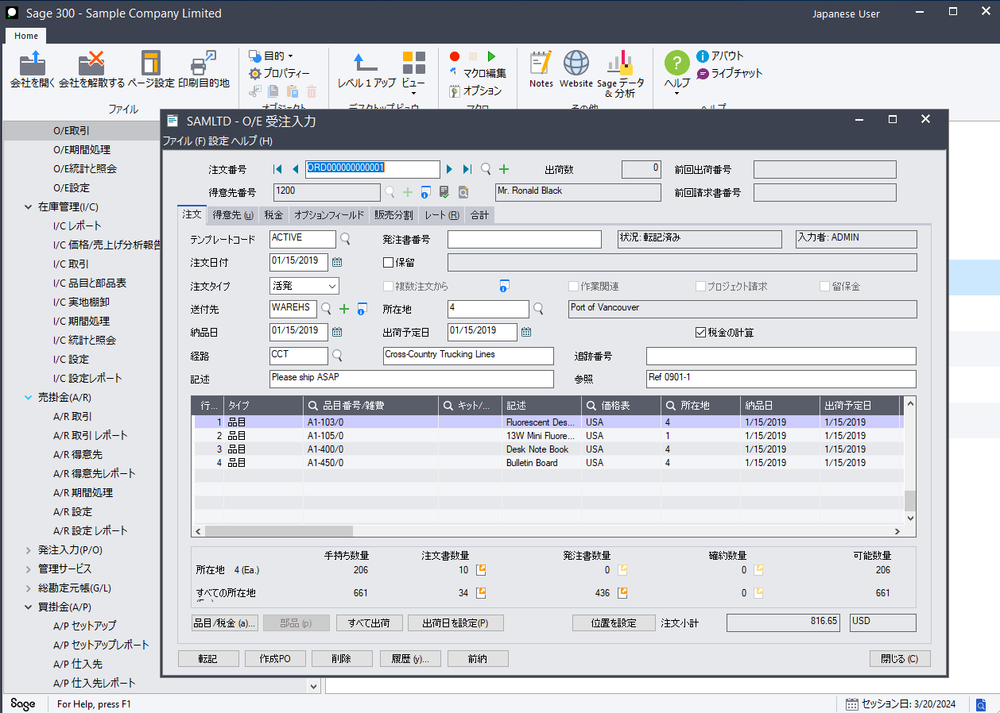 Sage 300 - Sample Company Limited
Japanese User
Home
会社を開く 会社を解散する ページ設定 印刷目的地
目的
プロパティー
レベル 1 アップ ビュー
マクロ編集
オプション
Notes Website Sage データ & 分析
ヘルプ
アバウト
ライブチャット
ファイル オブジェクト デスクトップビュウ マクロ その他 ヘルプ
O/E取引
O/E期間処理
O/E統計と照会
O/E設定
在庫管理(I/C)
I/C レポート
I/C 価格/売上げ分析報告
I/C 取引
I/C 品目と部品表
I/C 実地棚卸
I/C 期間処理
I/C 統計と照会
I/C 設定
I/C 設定レポート
売掛金(A/R)
A/R 取引
A/R 取引 レポート
A/R 得意先
A/R 得意先レポート
A/R 期間処理
A/R 設定
A/R 設定 レポート
発注入力(P/O)
管理サービス
総勘定元帳(G/L)
買掛金(A/P)
A/P セットアップ
A/P セットアップレポート
A/P 仕入先
A/P 仕入先レポート
SAMLTD - O/E 受注入力
ファイル (F) 設定 ヘルプ (H)
注文番号 ORD000000000001 出荷数 0 前回出荷番号
得意先番号 1200 Mr. Ronald Black 前回請求書番号
注文 得意先 (u) 税金 オプションフィールド 販売分割 レート (R) 合計
テンプレートコード ACTIVE 発注書番号 状況: 転記済み 入力者: ADMIN
注文日付 01/15/2019 保留
注文タイプ 活発 複数注文から 作業関連 プロジェクト請求 留保金
送付先 WAREHS 所在地 4 Port of Vancouver
納品日 01/15/2019 出荷予定日 01/15/2019 税金の計算
経路 CCT Cross-Country Trucking Lines 追跡番号
記述 Please ship ASAP 参照 Ref 0901-1
行... タイプ 品目番号/雑費 キット/... 記述 価格表 所在地 納品日 出荷予定日
1 品目 A1-103/0 Fluorescent Des... USA 4 1/15/2019 1/15/2019
2 品目 A1-105/0 13W Mini Fluore... USA 1 1/15/2019 1/15/2019
3 品目 A1-400/0 Desk Note Book USA 4 1/15/2019 1/15/2019
4 品目 A1-450/0 Bulletin Board USA 4 1/15/2019 1/15/2019
手持ち数量 注文書数量 発注書数量 確約数量 可能数量
所在地 4 (Ea.) 206 10 0 0 206
すべての所在地 661 34 436 0 661
品目/税金 (a)... 部品 (p) すべて出荷 出荷日を設定(P) 位置を設定 注文小計 816.65 USD
転記 作成PO 削除 履歴 (y)... 前納 閉じる (C)
Sage For Help, press F1 セッション日: 3/20/2024